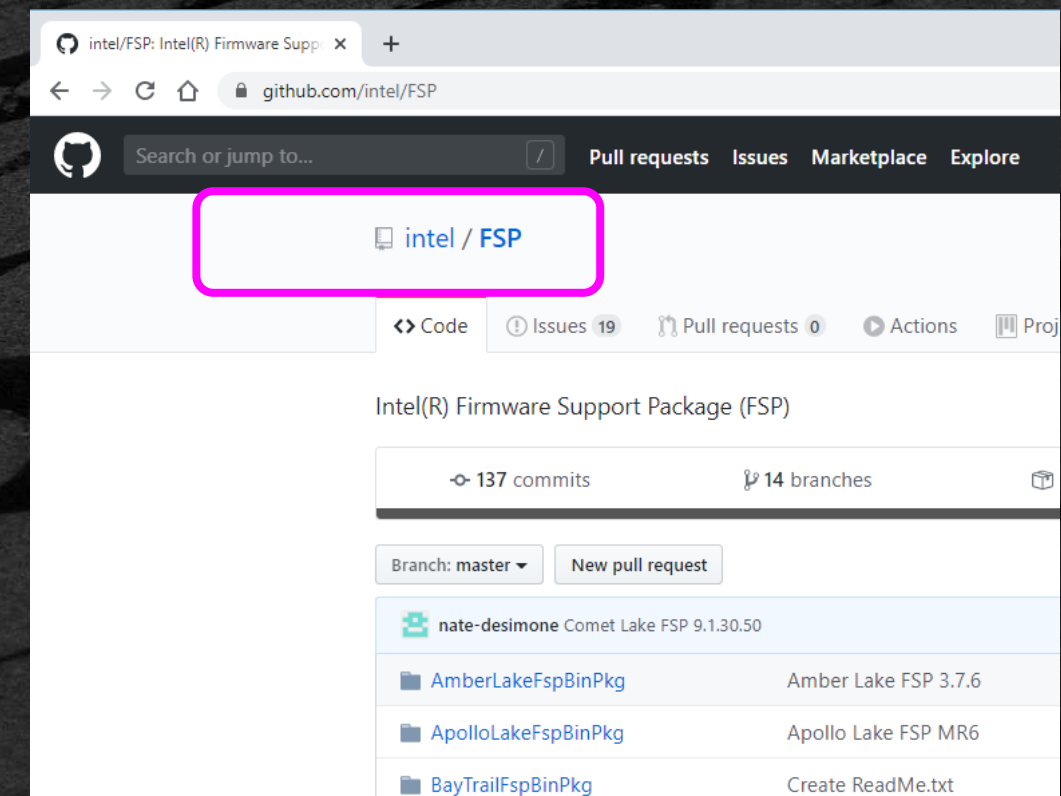 intel/FSP: Intel(R) Firmware Supp
github.com/intel/FSP
Search or jump to... / Pull requests Issues Marketplace Explore
intel / FSP
Code Issues 19 Pull requests 0 Actions Proj
Intel(R) Firmware Support Package (FSP)
137 commits 14 branches
Branch: master New pull request
nate-desimone Comet Lake FSP 9.1.30.50
AmberLakeFspBinPkg Amber Lake FSP 3.7.6
ApolloLakeFspBinPkg Apollo Lake FSP MR6
BayTrailFspBinPkg Create ReadMe.txt